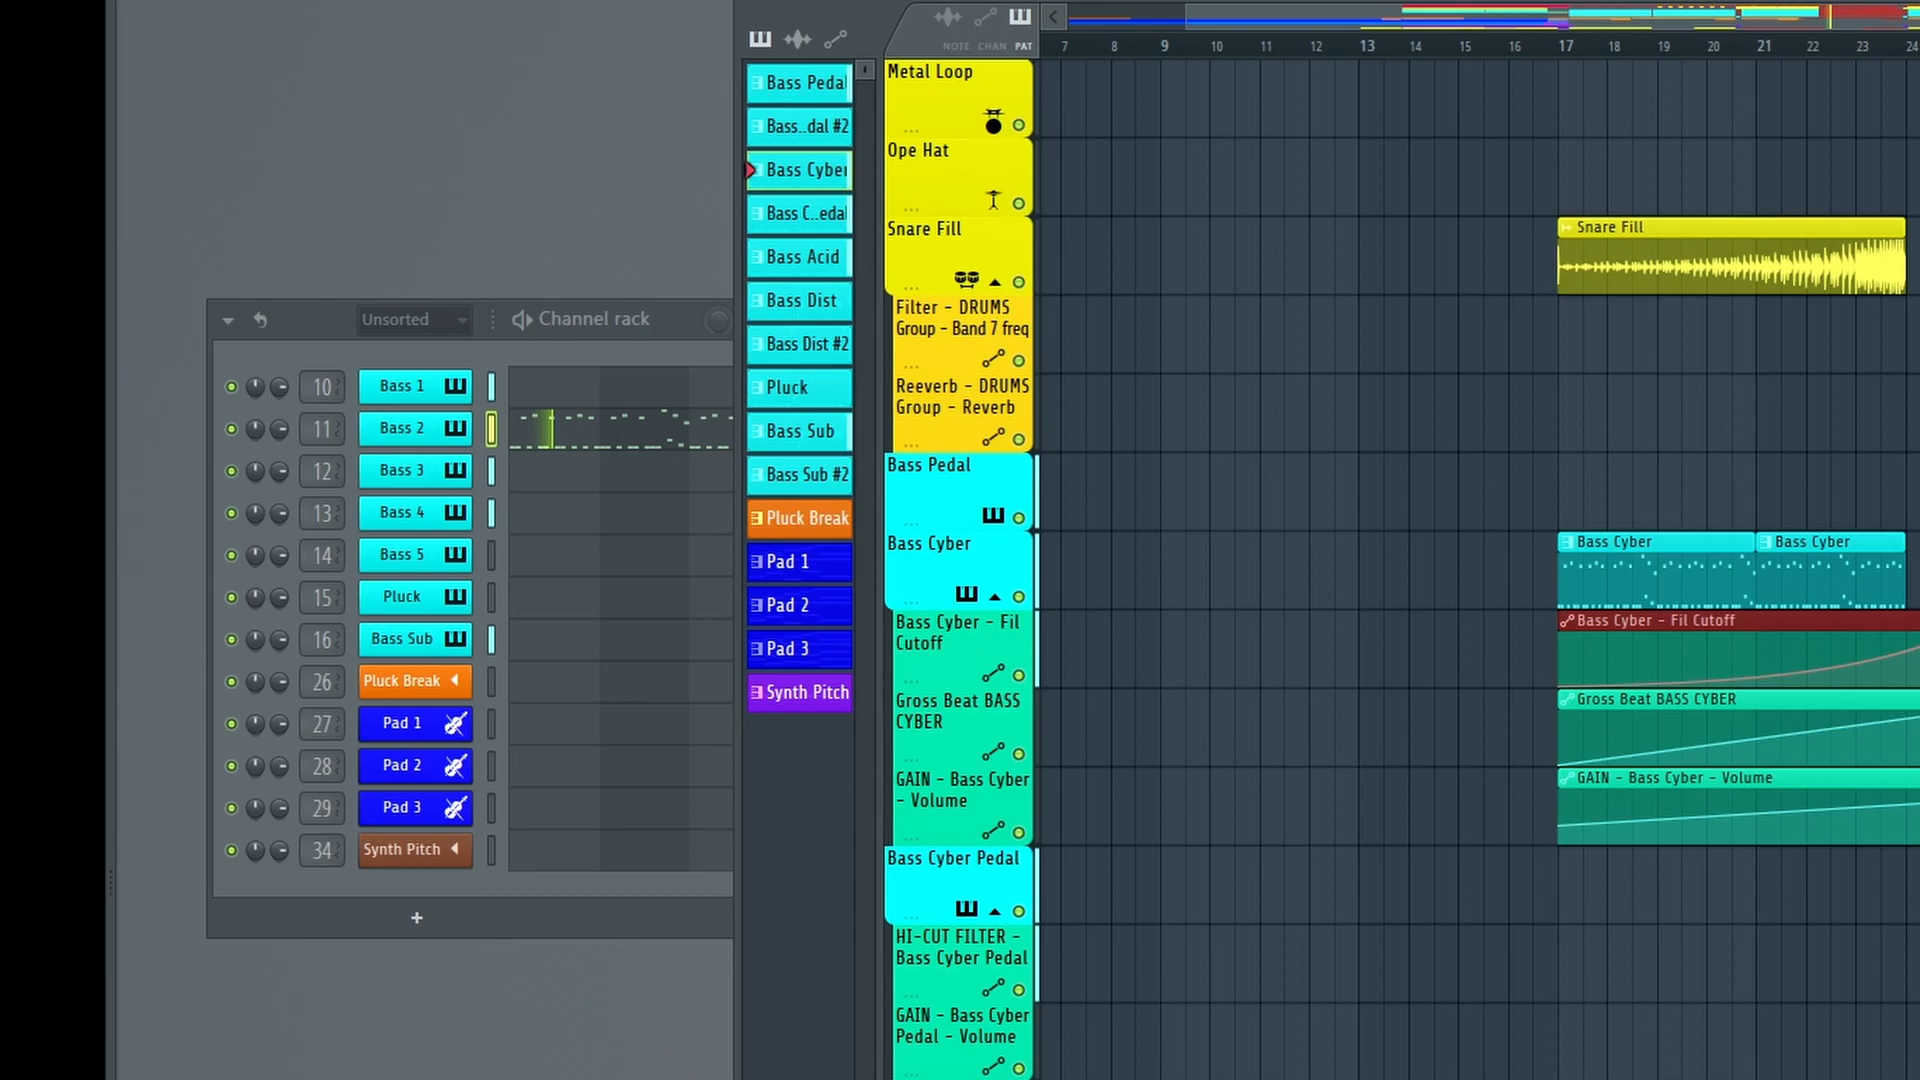 Unsorted
Channel rack
10
Bass 1
11
Bass 2
12
Bass 3
13
Bass 4
14
Bass 5
15
Pluck
16
Bass Sub
26
Pluck Break
27
Pad 1
28
Pad 2
29
Pad 3
34
Synth Pitch
+
Bass Pedal
Bass..dal #2
Bass Cyber
Bass C..edal
Bass Acid
Bass Dist
Bass Dist #2
Pluck
Bass Sub
Bass Sub #2
Pluck Break
Pad 1
Pad 2
Pad 3
Synth Pitch
NOTE CHAN PAT
7 8 9 10 11 12 13 14 15 16 17 18 19 20 21 22 23 24
Metal Loop
Ope Hat
Snare Fill
Filter - DRUMS
Group - Band 7 freq
Reeverb - DRUMS
Group - Reverb
Bass Pedal
Bass Cyber
Bass Cyber - Fil
Cutoff
Gross Beat BASS
CYBER
GAIN - Bass Cyber
- Volume
Bass Cyber Pedal
HI-CUT FILTER -
Bass Cyber Pedal
GAIN - Bass Cyber
Pedal - Volume
Snare Fill
Bass Cyber
Bass Cyber
Bass Cyber - Fil Cutoff
Gross Beat BASS CYBER
GAIN - Bass Cyber - Volume